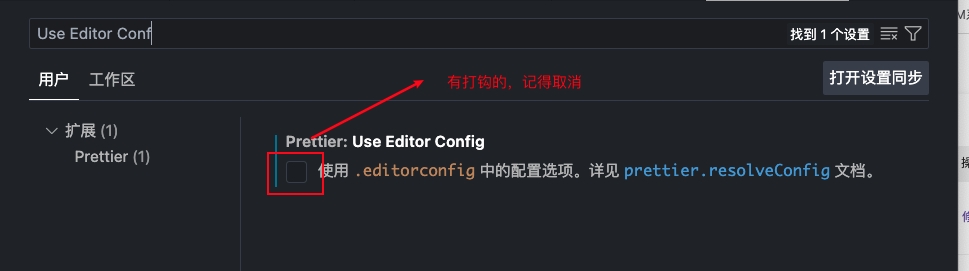 M系
Use Editor Conf
找到 1 个设置
用户
工作区
有打钩的，记得取消
打开设置同步
扩展 (1)
Prettier (1)
Prettier: Use Editor Config
使用 .editorconfig 中的配置选项。详见 prettier.resolveConfig 文档。